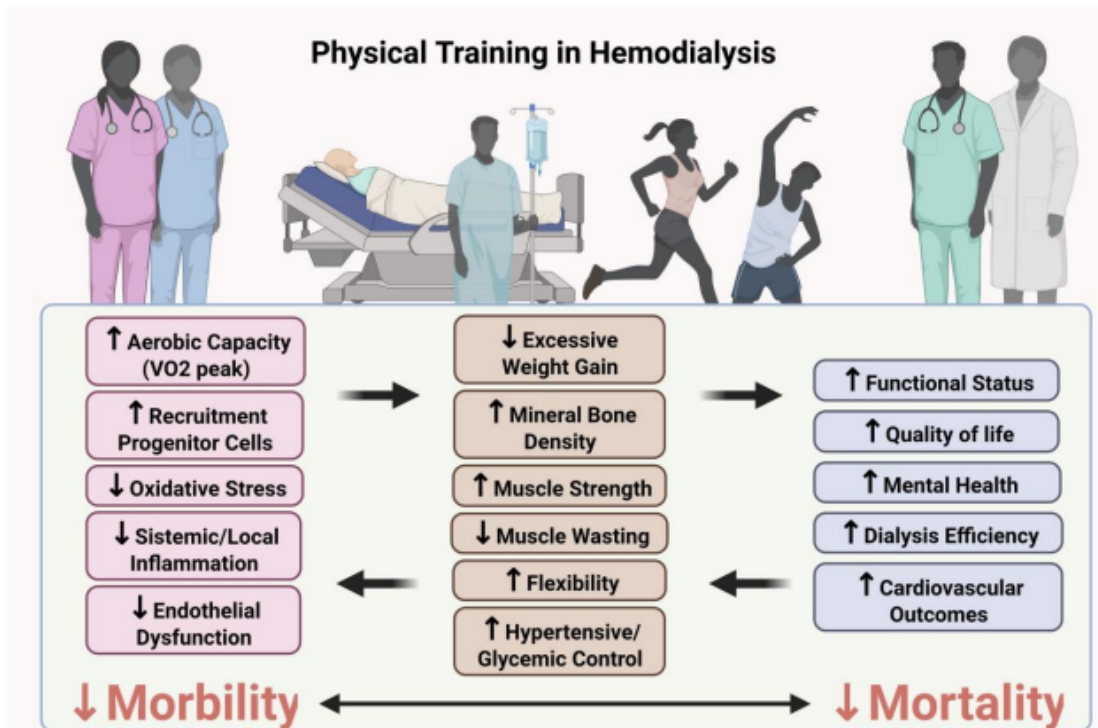 Physical Training in Hemodialysis
↑ Aerobic Capacity
(VO2 peak)
↑ Recruitment
Progenitor Cells
↓ Oxidative Stress
↓ Sistemic/Local
Inflammation
↓ Endothelial
Dysfunction
↓ Excessive
Weight Gain
↑ Mineral Bone
Density
↑ Muscle Strength
↓ Muscle Wasting
↑ Flexibility
↑ Hypertensive/
Glycemic Control
↑ Functional Status
↑ Quality of life
↑ Mental Health
↑ Dialysis Efficiency
↑ Cardiovascular
Outcomes
↓ Morbility
↓ Mortality